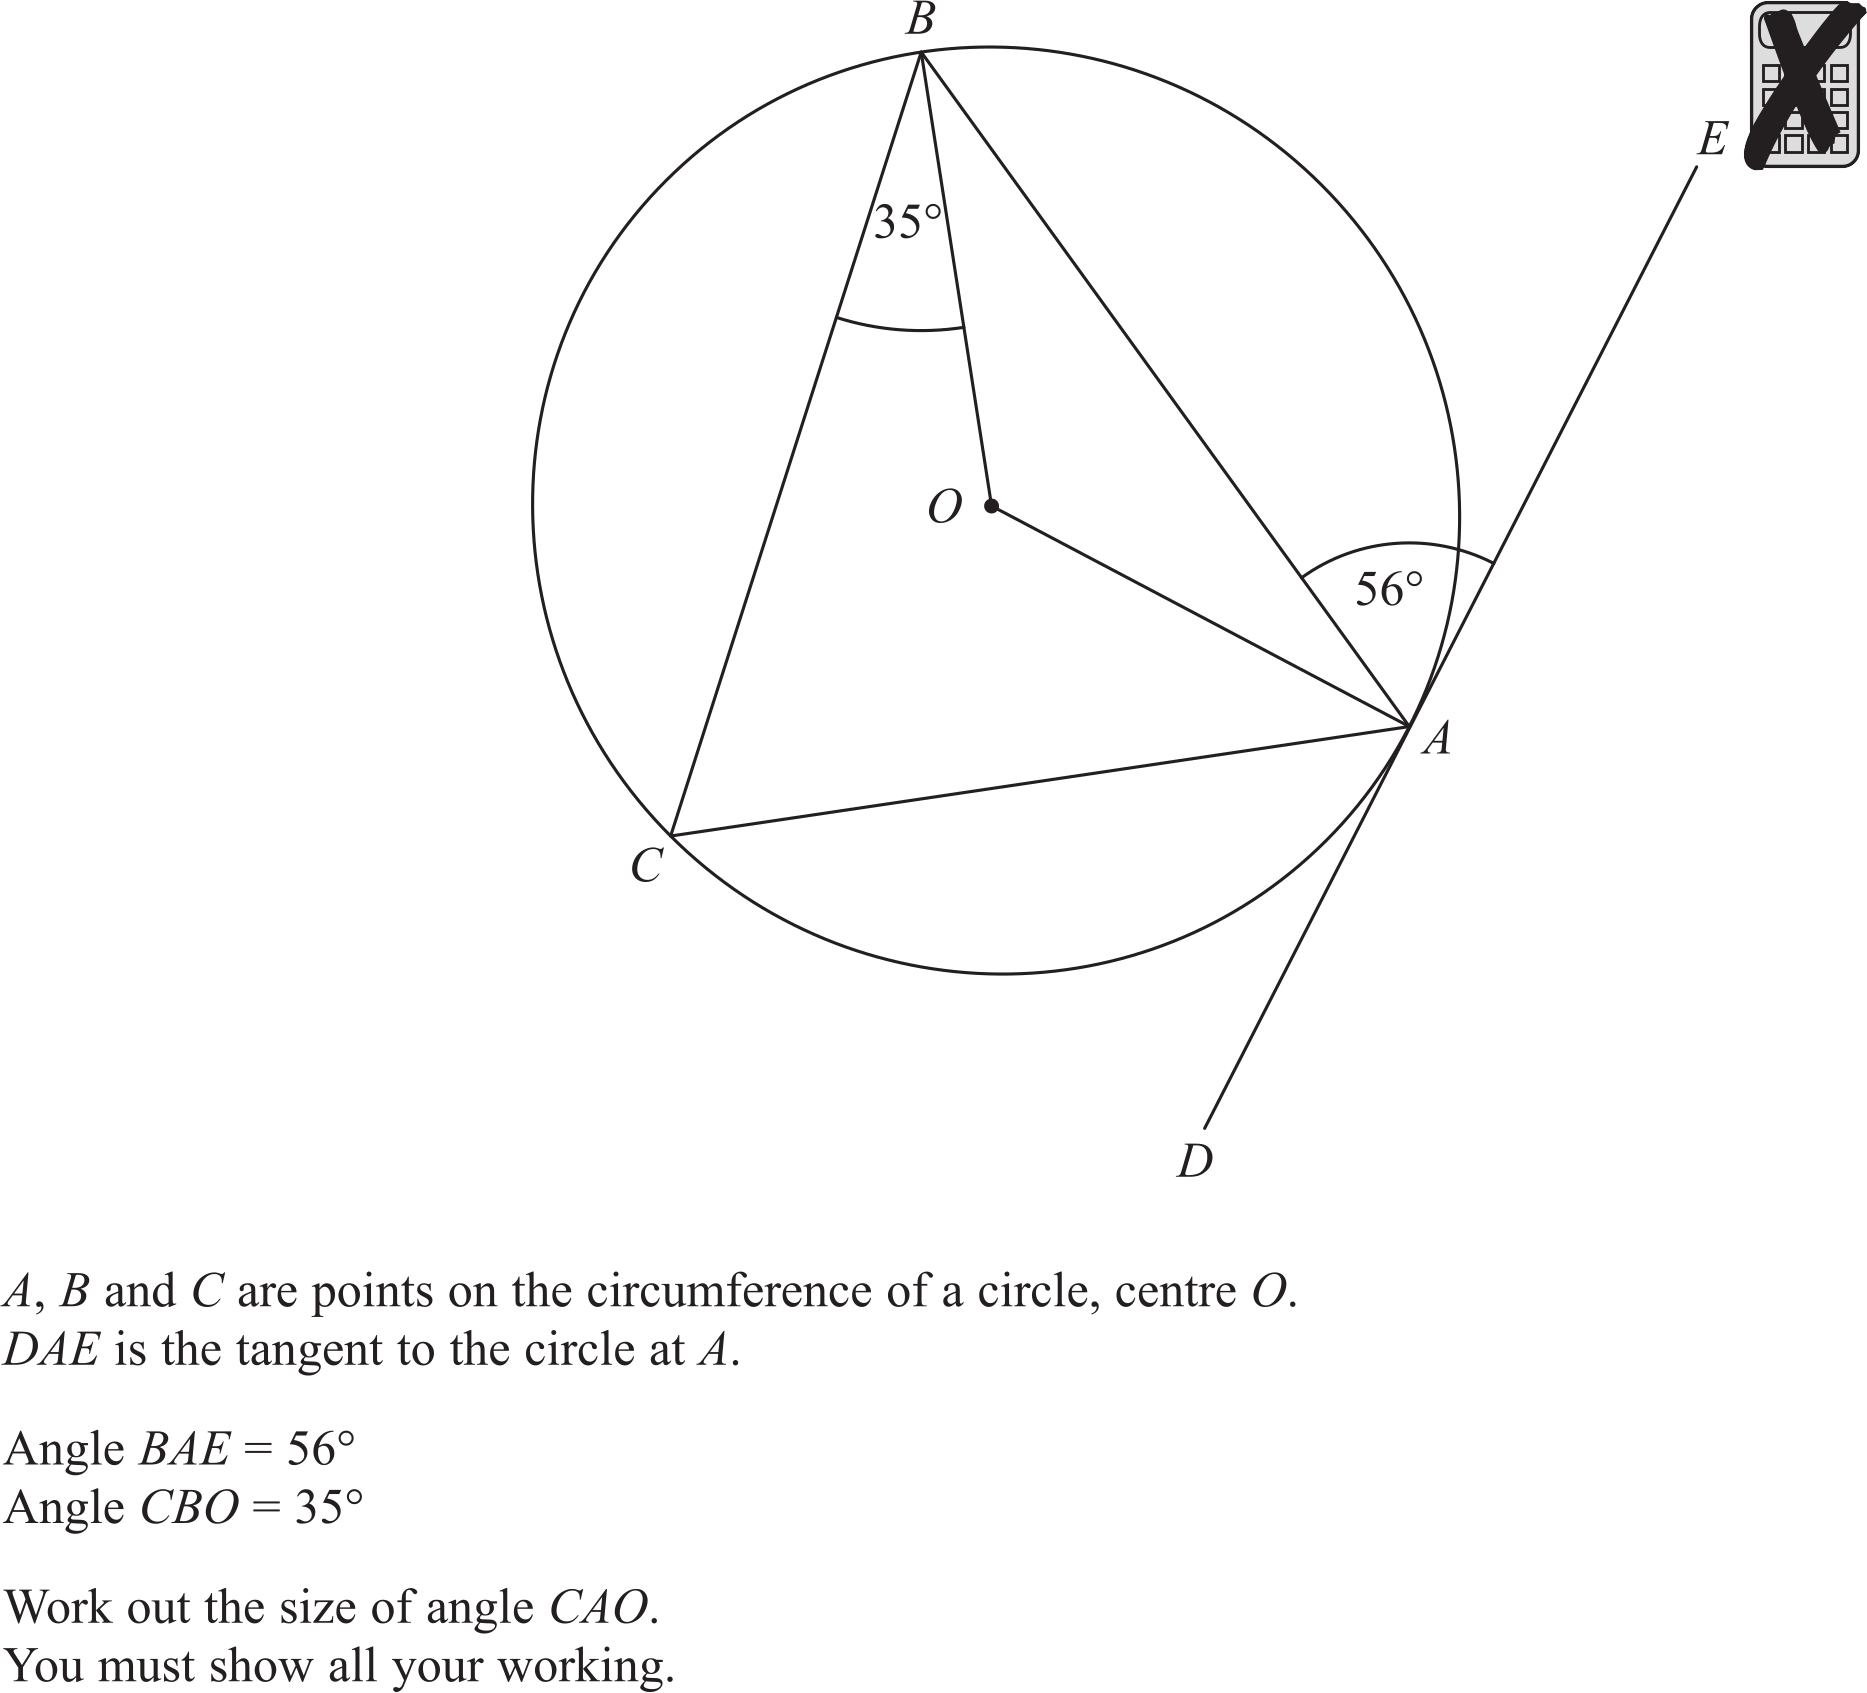 B
E
35°
O
56°
A
C
D
A, B and C are points on the circumference of a circle, centre O.
DAE is the tangent to the circle at A.
Angle BAE = 56°
Angle CBO = 35°
Work out the size of angle CAO.
You must show all your working.